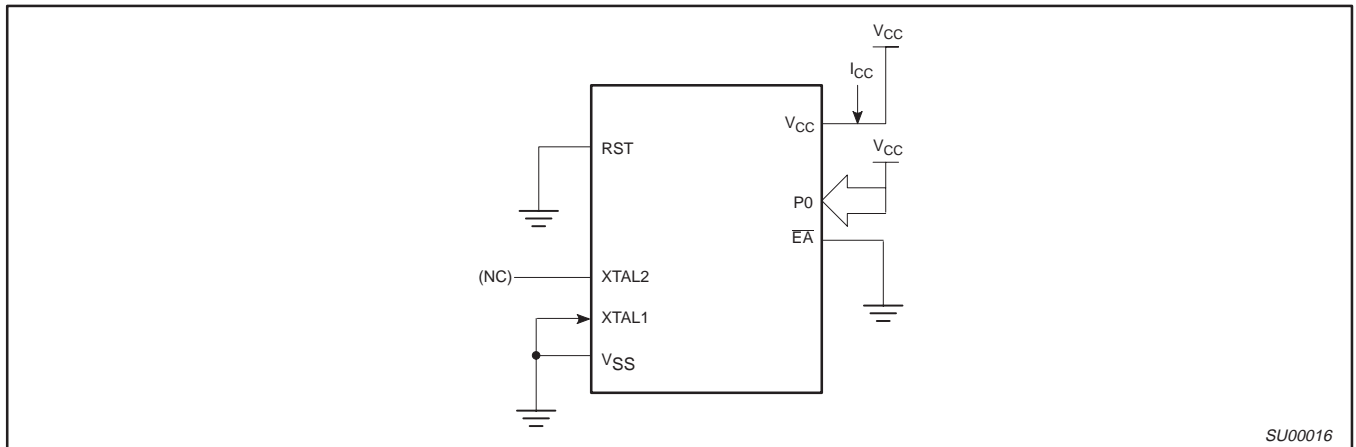 VCC
ICC
VCC
RST
VCC
P0
EA
(NC)
XTAL2
XTAL1
VSS
SU00016